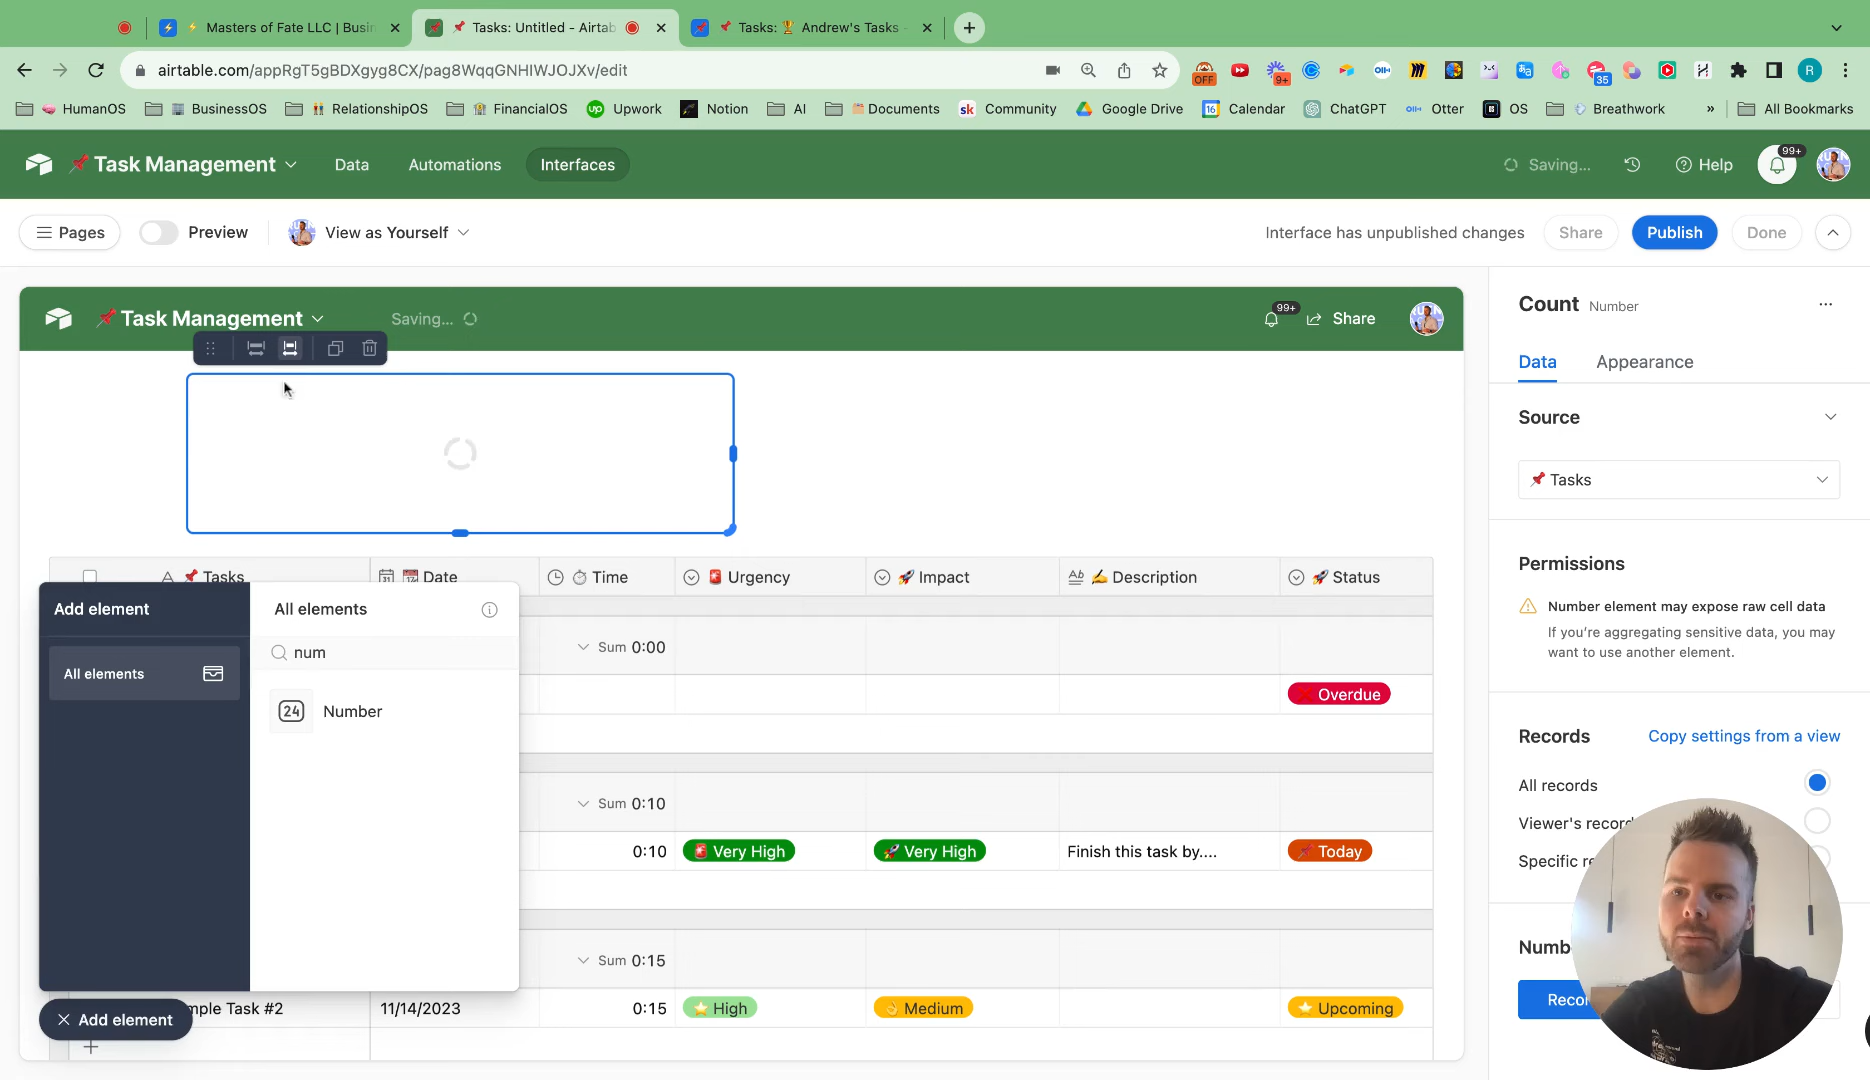 Masters of Fate LLC | Busin
Tasks: Untitled - Airtab
Tasks: 🏆 Andrew's Tasks -
airtable.com/appRgT5gBDXgyg8CX/pag8WqqGNHIWJOJXv/edit
OFF
9+
35
R
HumanOS
BusinessOS
RelationshipOS
FinancialOS
Upwork
Notion
AI
Documents
Community
Google Drive
Calendar
ChatGPT
Otter
OS
Breathwork
»
All Bookmarks
Task Management
Data
Automations
Interfaces
Saving...
Help
99+
Pages
Preview
View as Yourself
Interface has unpublished changes
Share
Publish
Done
Task Management
Saving...
99+
Share
Count Number
Data
Appearance
Source
Tasks
Permissions
Number element may expose raw cell data
If you're aggregating sensitive data, you may
want to use another element.
Records
Copy settings from a view
All records
Viewer's record
Specific re
Numb
Recor
Tasks
Date
Time
Urgency
Impact
Description
Status
Add element
All elements
All elements
num
24 Number
Sum 0:00
Overdue
Sum 0:10
0:10
Very High
Very High
Finish this task by....
Today
Sum 0:15
mple Task #2
11/14/2023
0:15
High
Medium
Upcoming
Add element